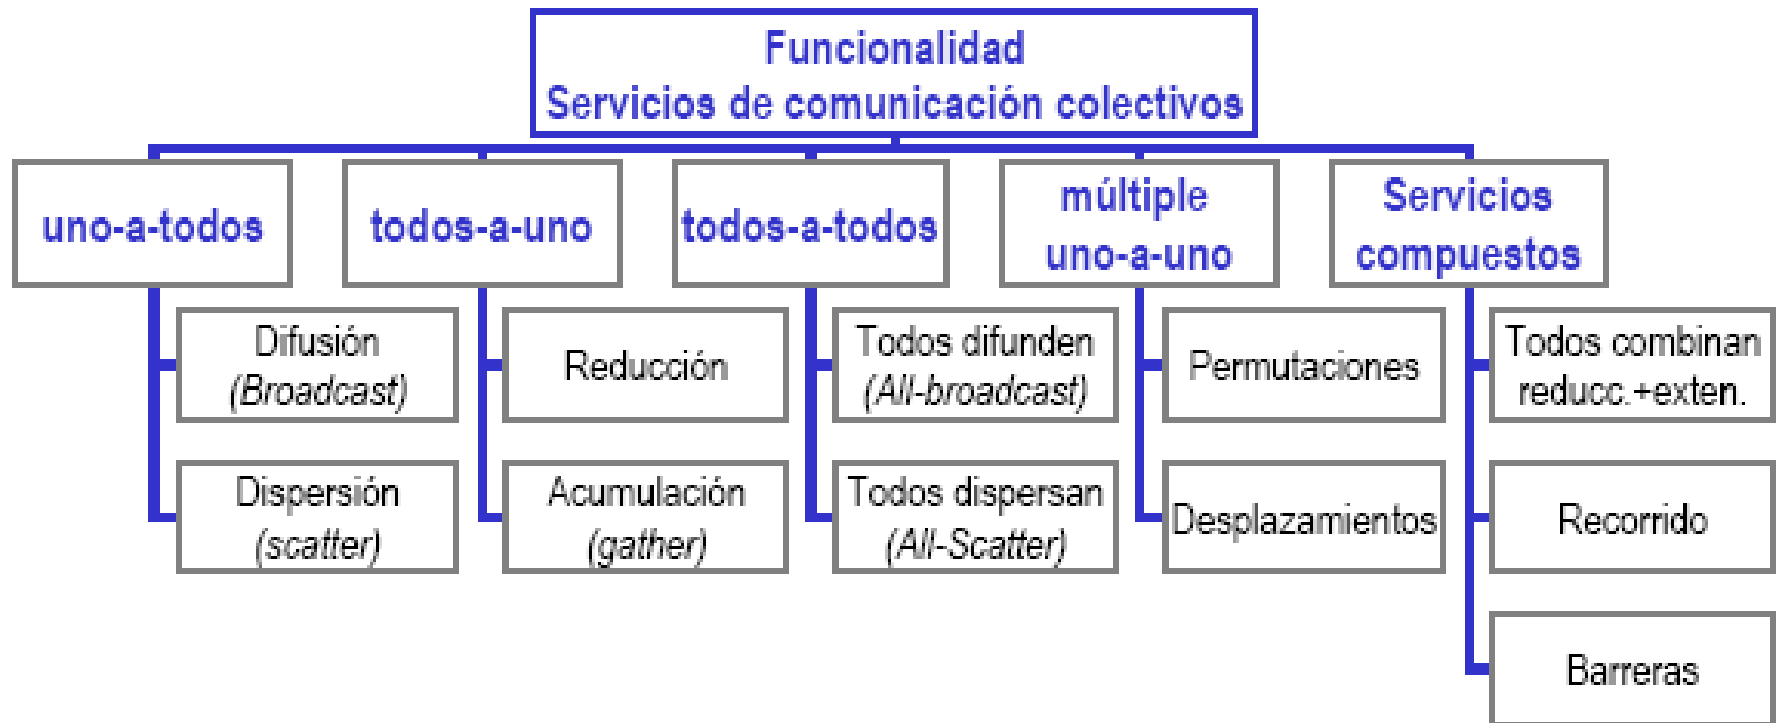 Funcionalidad
Servicios de comunicación colectivos
uno-a-todos
todos-a-uno
todos-a-todos
múltiple
uno-a-uno
Servicios
compuestos
Difusión
(Broadcast)
Reducción
Todos difunden
(All-broadcast)
Permutaciones
Todos combinan
reducc.+exten.
Dispersión
(scatter)
Acumulación
(gather)
Todos dispersan
(All-Scatter)
Desplazamientos
Recorrido
Barreras